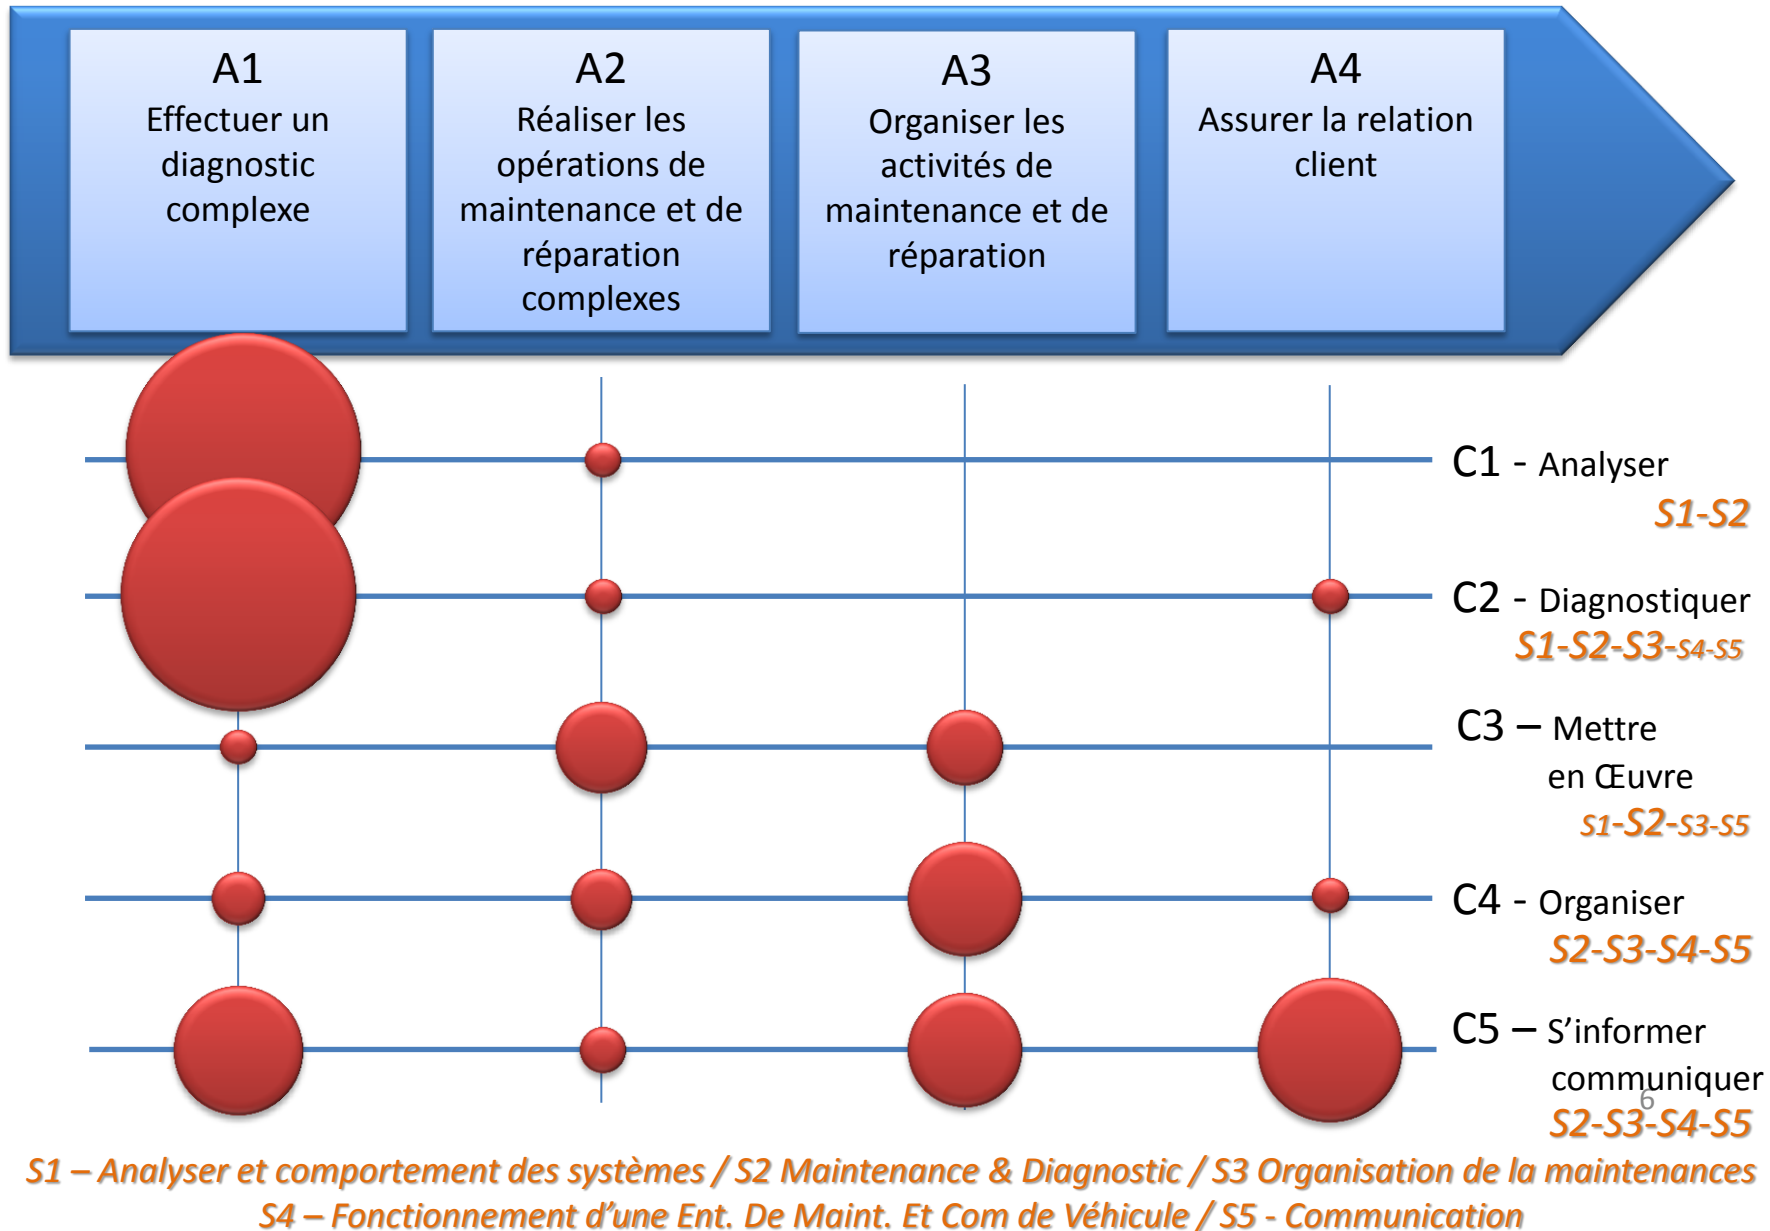 A1
Effectuer un
diagnostic
complexe
A2
Réaliser les
opérations de
maintenance et de
réparation
complexes
A3
Organiser les
activités de
maintenance et de
réparation
A4
Assurer la relation
client
C1 - Analyser
S1-S2
C2 - Diagnostiquer
S1-S2-S3-S4-S5
C3 – Mettre
en Œuvre
S1-S2-S3-S5
C4 - Organiser
S2-S3-S4-S5
C5 – S’informer
communiquer
6
S2-S3-S4-S5
S1 – Analyser et comportement des systèmes / S2 Maintenance & Diagnostic / S3 Organisation de la maintenances
S4 – Fonctionnement d’une Ent. De Maint. Et Com de Véhicule / S5 - Communication